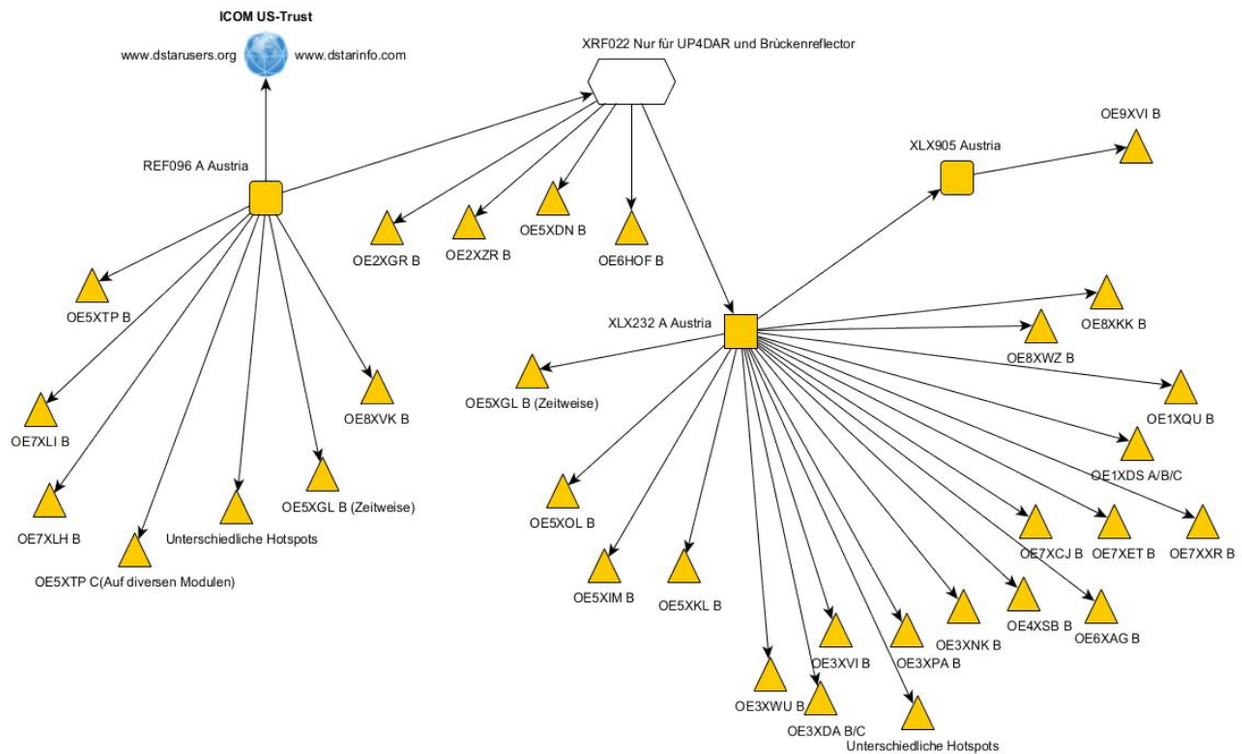 ICOM US-Trust
www.dstarusers.org
www.dstarinfo.com
XRF022 Nur für UP4DAR und Brückenreflector
OE9XVI B
XLX905 Austria
REF096 A Austria
OE2XGR B
OE2XZR B
OE5XDN B
OE6HOF B
OE5XTP B
XLX232 A Austria
OE8XKK B
OE8XWZ B
OE5XGL B (Zeitweise)
OE1XQU B
OE8XVK B
OE7XLI B
OE1XDS A/B/C
OE5XGL B (Zeitweise)
OE5XOL B
OE7XLH B
Unterschiedliche Hotspots
OE7XCJ B
OE7XET B
OE7XXR B
OE5XTP C(Auf diversen Modulen)
OE5XIM B
OE5XKL B
OE4XSB B
OE6XAG B
OE3XNK B
OE3XVI B
OE3XPA B
OE3XWU B
OE3XDA B/C
Unterschiedliche Hotspots